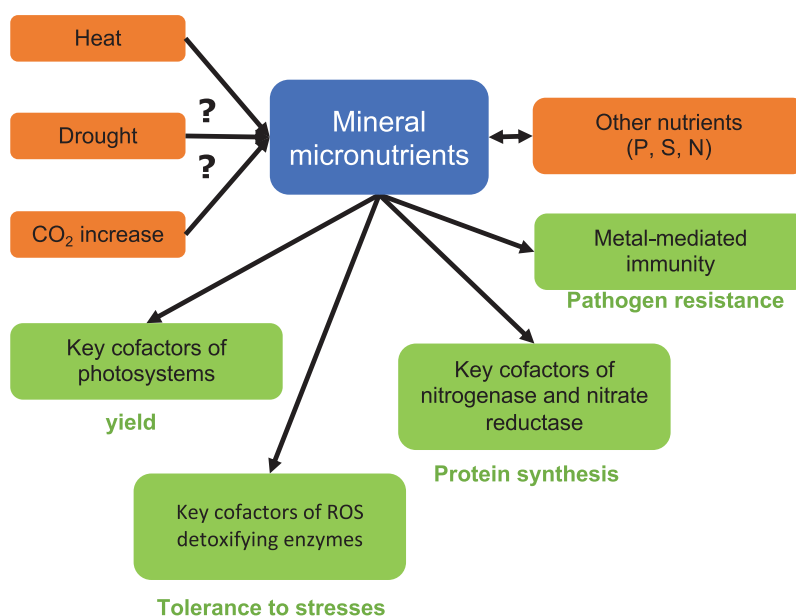 Heat
?
Drought
?
CO₂ increase
Mineral
micronutrients
Other nutrients
(P, S, N)
Metal-mediated
immunity
Pathogen resistance
Key cofactors of
photosystems
yield
Key cofactors of
nitrogenase and nitrate
reductase
Protein synthesis
Key cofactors of ROS
detoxifying enzymes
Tolerance to stresses